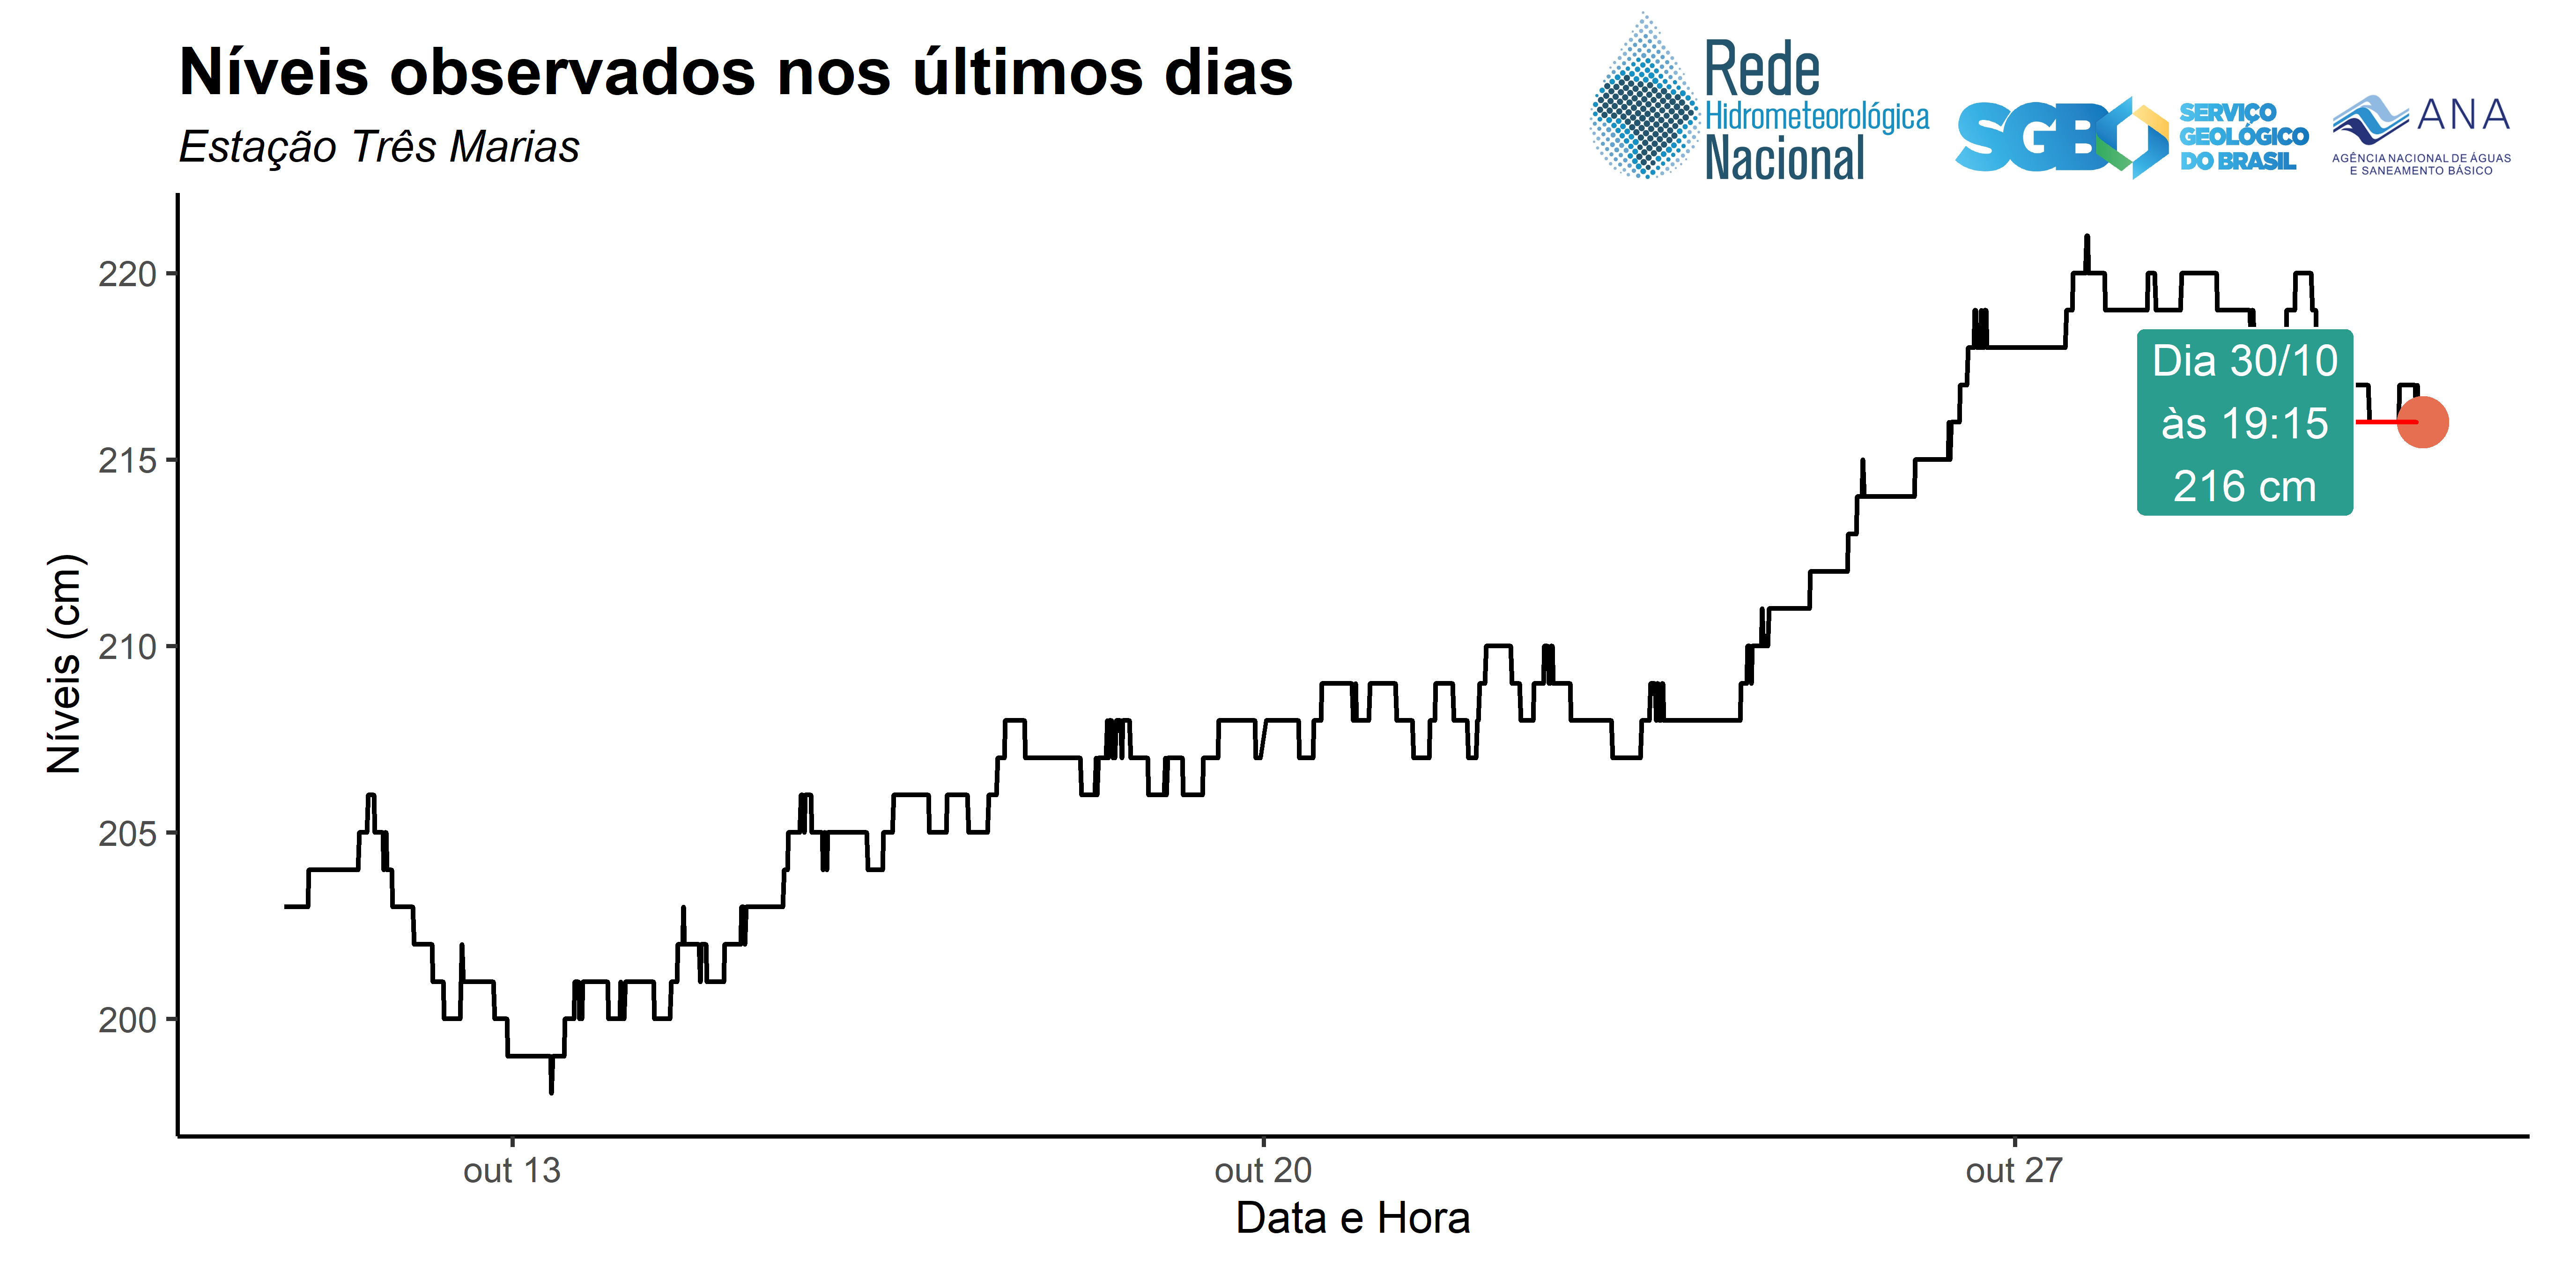 Níveis observados nos últimos dias
Estação Três Marias
Rede
Hidrometeorológica
Nacional
SGB
SERVIÇO
GEOLÓGICO
DO BRASIL
ANA
AGÊNCIA NACIONAL DE ÁGUAS
E SANEAMENTO BÁSICO
Níveis (cm)
220
215
210
205
200
Dia 30/10
às 19:15
216 cm
out 13
out 20
out 27
Data e Hora